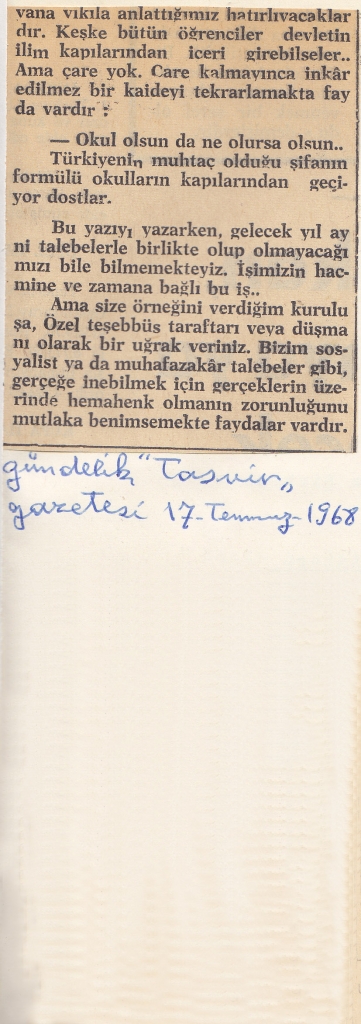 yana yıkıla anlattığımız hatırlıyacaklar
dır. Keşke bütün öğrenciler devletin
ilim kapılarından içeri girebilseler..
Ama çare yok. Care kalmayınca inkâr
edilmez bir kaideyi tekrarlamakta fay
da vardır :
— Okul olsun da ne olursa olsun..
Türkiyenin muhtaç olduğu şifanın
formülü okulların kapılarından geçi-
yor dostlar.
Bu yazıyı yazarken, gelecek yıl ay
ni talebelerle birlikte olup olmayacağı
mızı bile bilmemekteyiz. İşimizin hac-
mine ve zamana bağlı bu iş..
Ama size örneğini verdiğim kurulu
şa, Özel teşebbüs taraftarı veya düşma
nı olarak bir uğrak veriniz. Bizim sos-
yalist ya da muhafazakâr talebeler gibi,
gerçeğe inebilmek için gerçeklerin üze-
rinde hemahenk olmanın zorunluğunu
mutlaka benimsemekte faydalar vardır.
gündelik "Tasvir„
gazetesi 17-Temmuz-1968